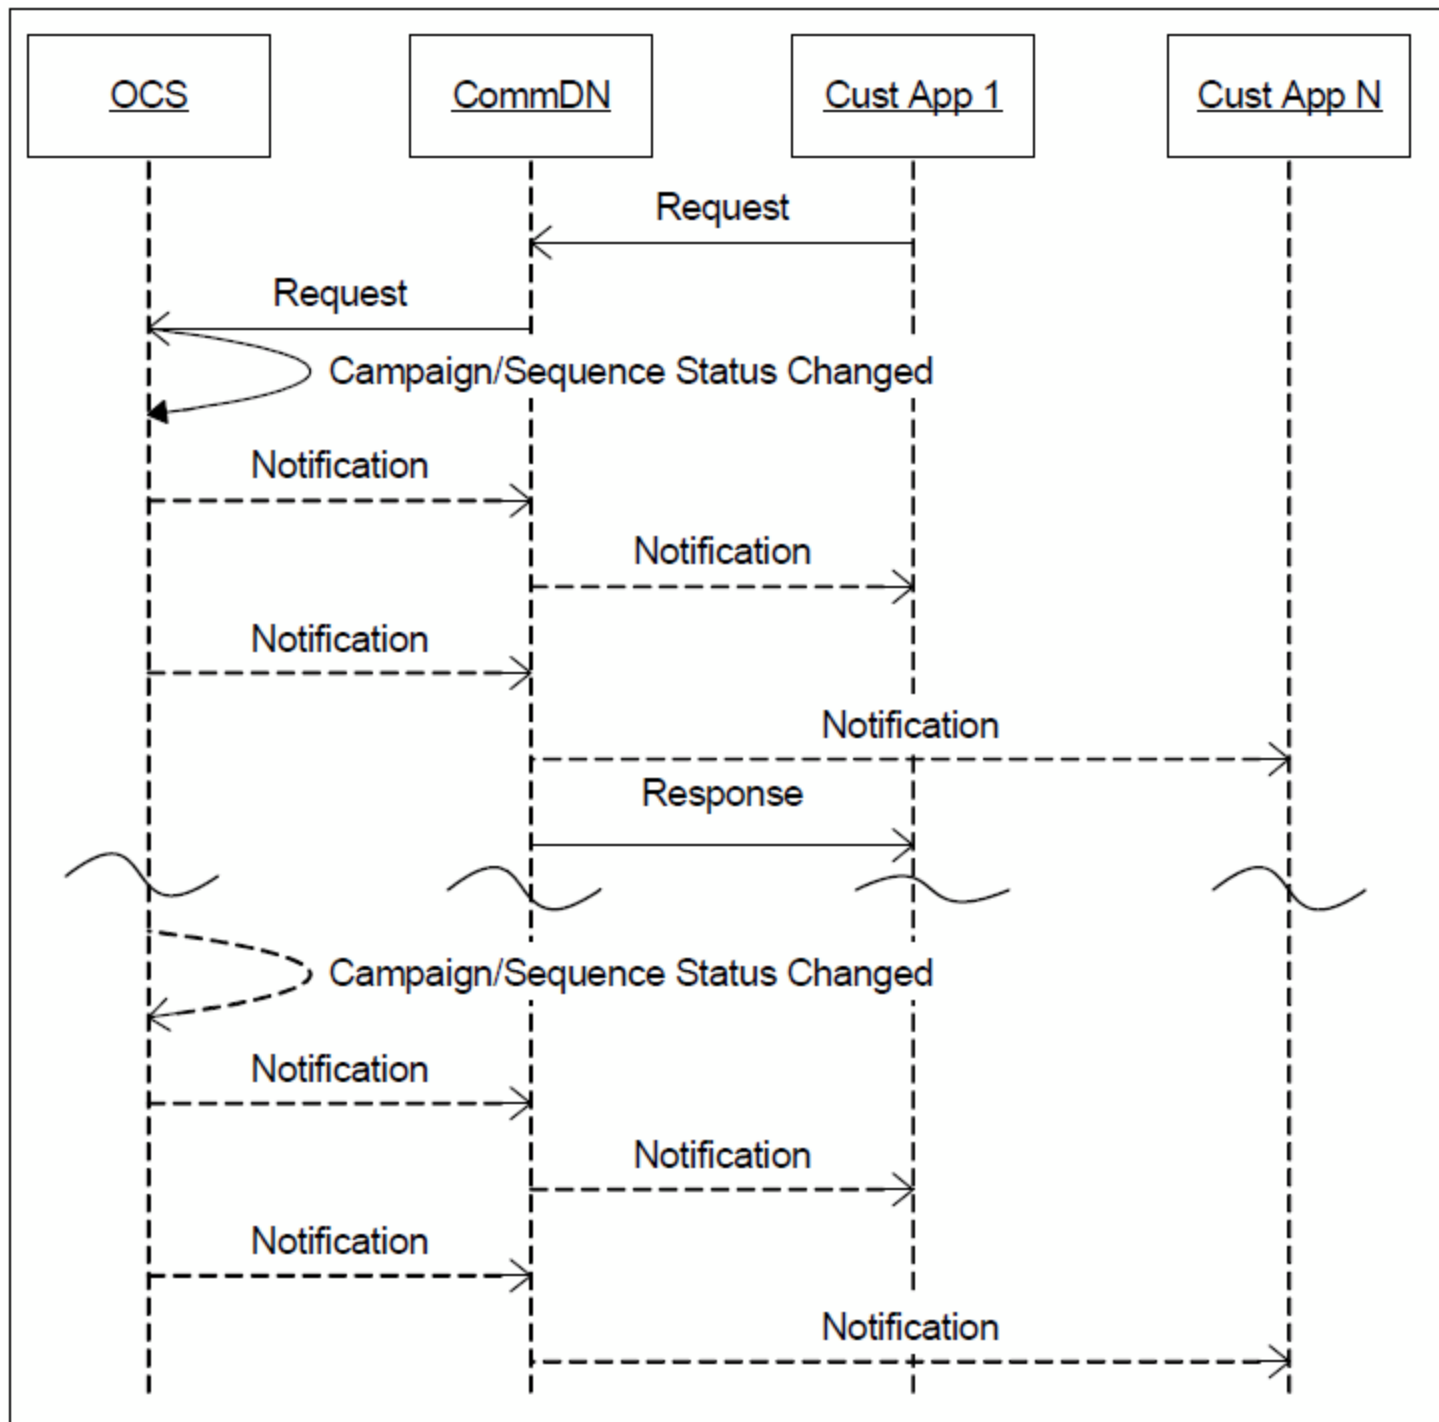 OCS CommDN Cust App 1 Cust App N
Request
Request
Campaign/Sequence Status Changed
Notification
Notification
Notification
Notification
Response
Campaign/Sequence Status Changed
Notification
Notification
Notification
Notification